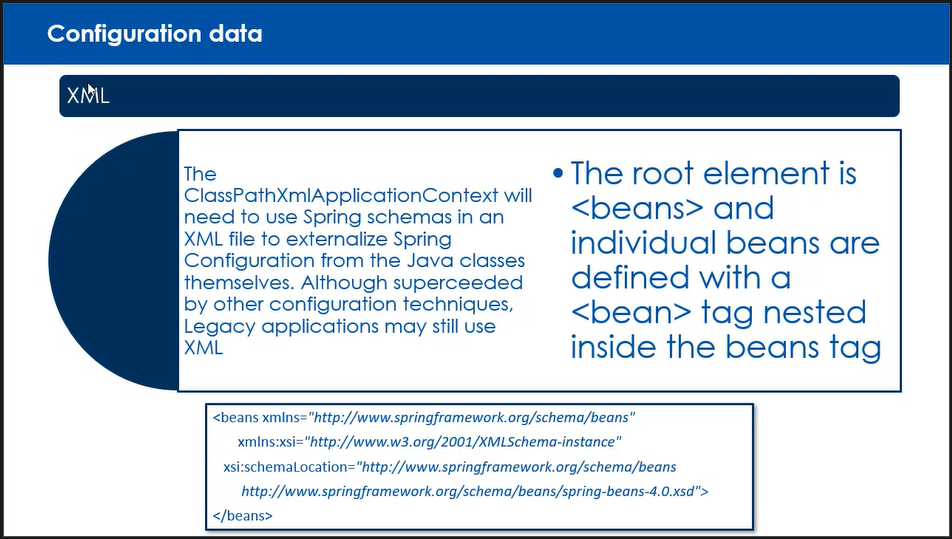 Configuration data
XML
The
ClassPathXmlApplicationContext will
need to use Spring schemas in an
XML file to externalize Spring
Configuration from the Java classes
themselves. Although superceeded
by other configuration techniques,
Legacy applications may still use
XML
• The root element is
<beans> and
individual beans are
defined with a
<bean> tag nested
inside the beans tag
<beans xmlns="http://www.springframework.org/schema/beans"
xmlns:xsi="http://www.w3.org/2001/XMLSchema-instance"
xsi:schemaLocation="http://www.springframework.org/schema/beans
http://www.springframework.org/schema/beans/spring-beans-4.0.xsd">
</beans>